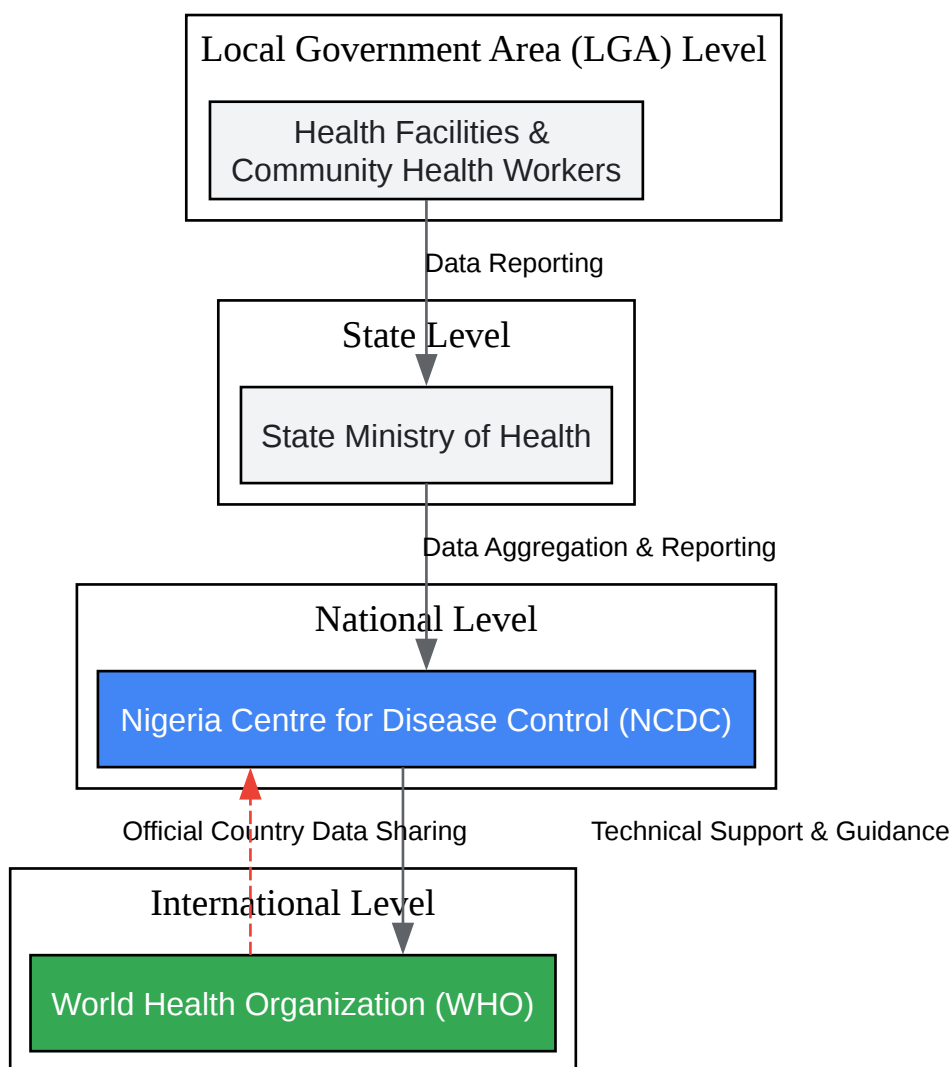 Local Government Area (LGA) Level
Health Facilities &
Community Health Workers
Data Reporting
State Level
State Ministry of Health
Data Aggregation & Reporting
National Level
Nigeria Centre for Disease Control (NCDC)
Official Country Data Sharing
Technical Support & Guidance
International Level
World Health Organization (WHO)